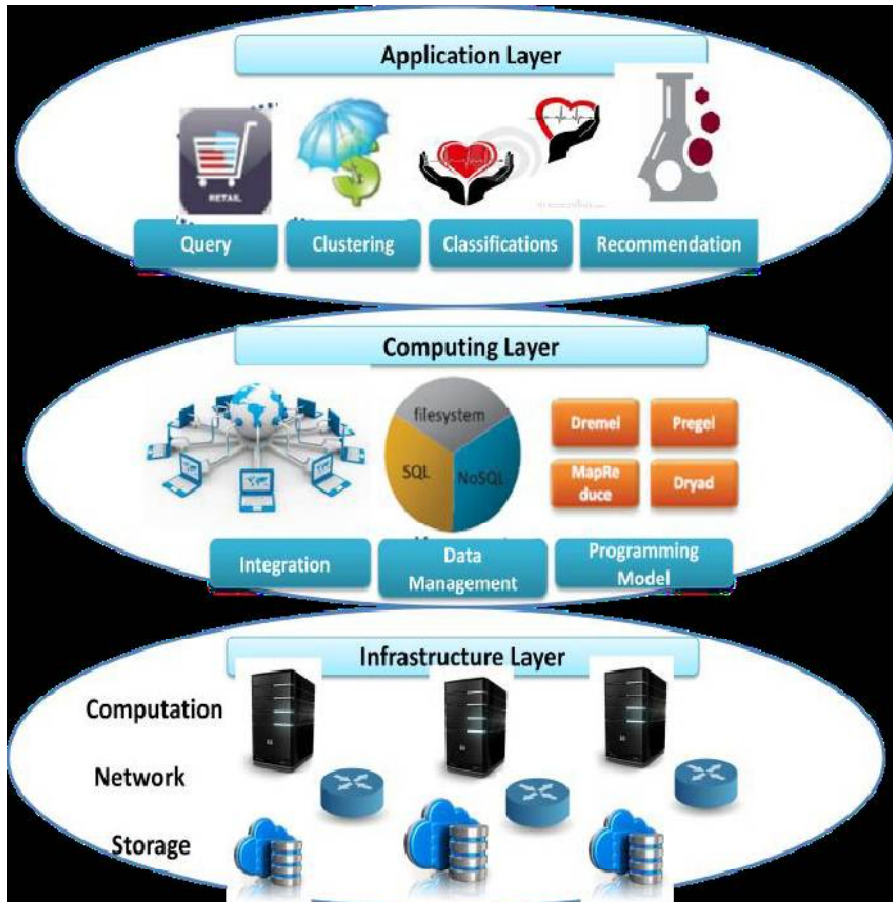 Application Layer
RETAIL
Query
Clustering
Classifications
Recommendation
Computing Layer
filesystem
SQL
NoSQL
Dremel
Pregel
MapRe
duce
Dryad
Integration
Data
Management
Programming
Model
Infrastructure Layer
Computation
Network
Storage